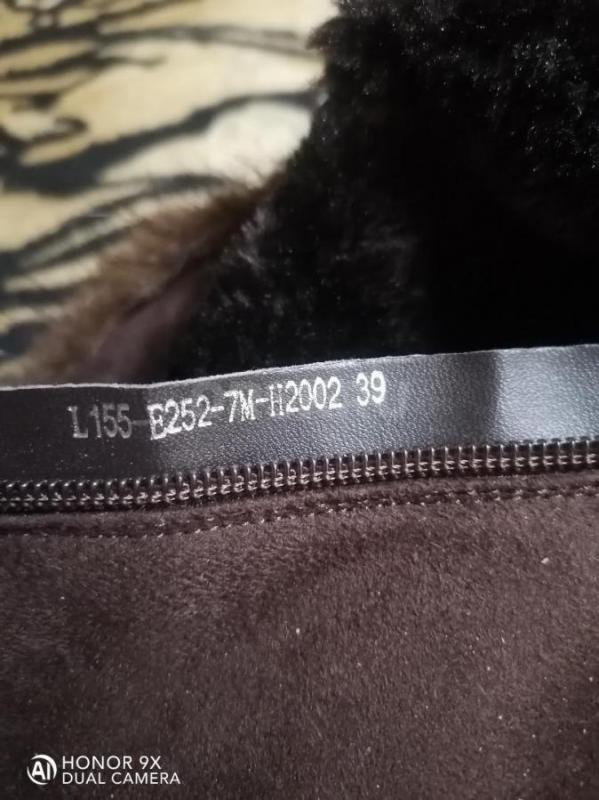 L155-E252-7M-H2002 39
HONOR 9X
DUAL CAMERA